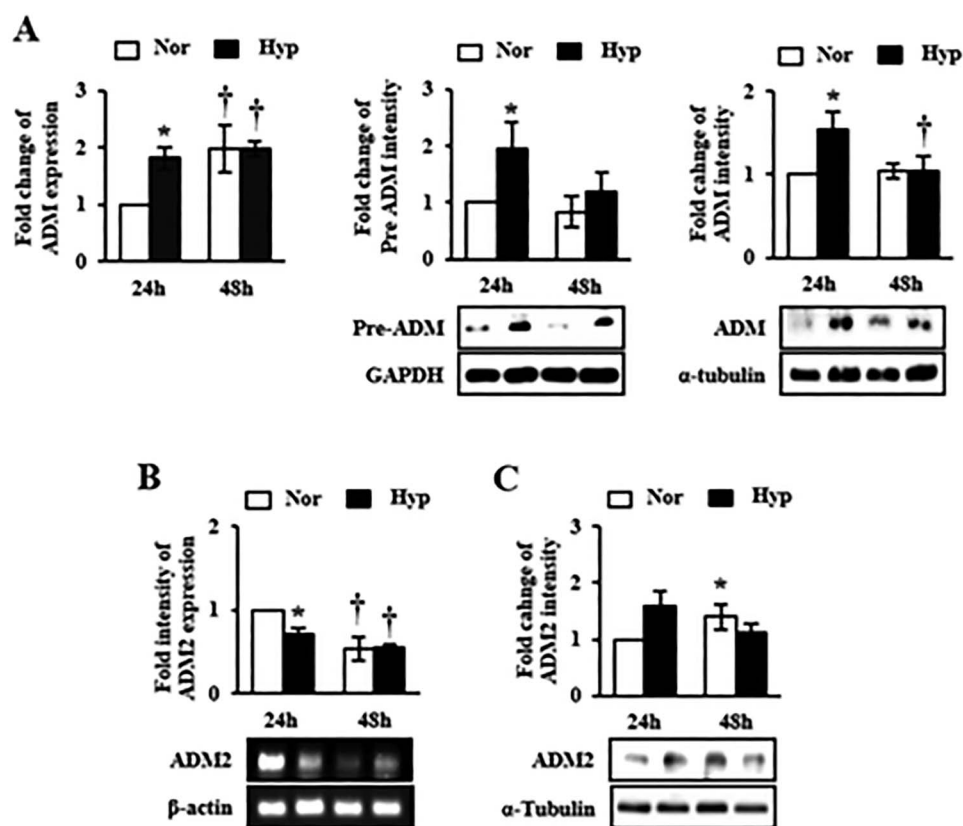 A
Nor Hyp
Fold change of
ADM expression
3
2
1
0
* † †
24h 48h
Nor Hyp
Fold change of
Pre ADM intensity
3
2
1
0
*
24h 48h
Pre-ADM
GAPDH
Nor Hyp
Fold cahnge of
ADM intensity
2
1
0
* †
24h 48h
ADM
α-tubulin
B
Nor Hyp
Fold intensity of
ADM2 expression
2
1
0
* † †
24h 48h
ADM2
β-actin
C
Nor Hyp
Fold cahnge of
ADM2 intensity
3
2
1
0
*
24h 48h
ADM2
α-Tubulin